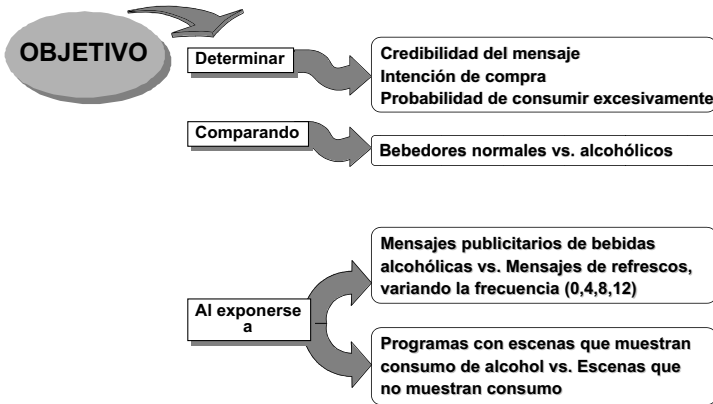 OBJETIVO
Determinar
Credibilidad del mensaje
Intención de compra
Probabilidad de consumir excesivamente
Comparando
Bebedores normales vs. alcohólicos
Al exponerse
a
Mensajes publicitarios de bebidas
alcohólicas vs. Mensajes de refrescos,
variando la frecuencia (0,4,8,12)
Programas con escenas que muestran
consumo de alcohol vs. Escenas que
no muestran consumo